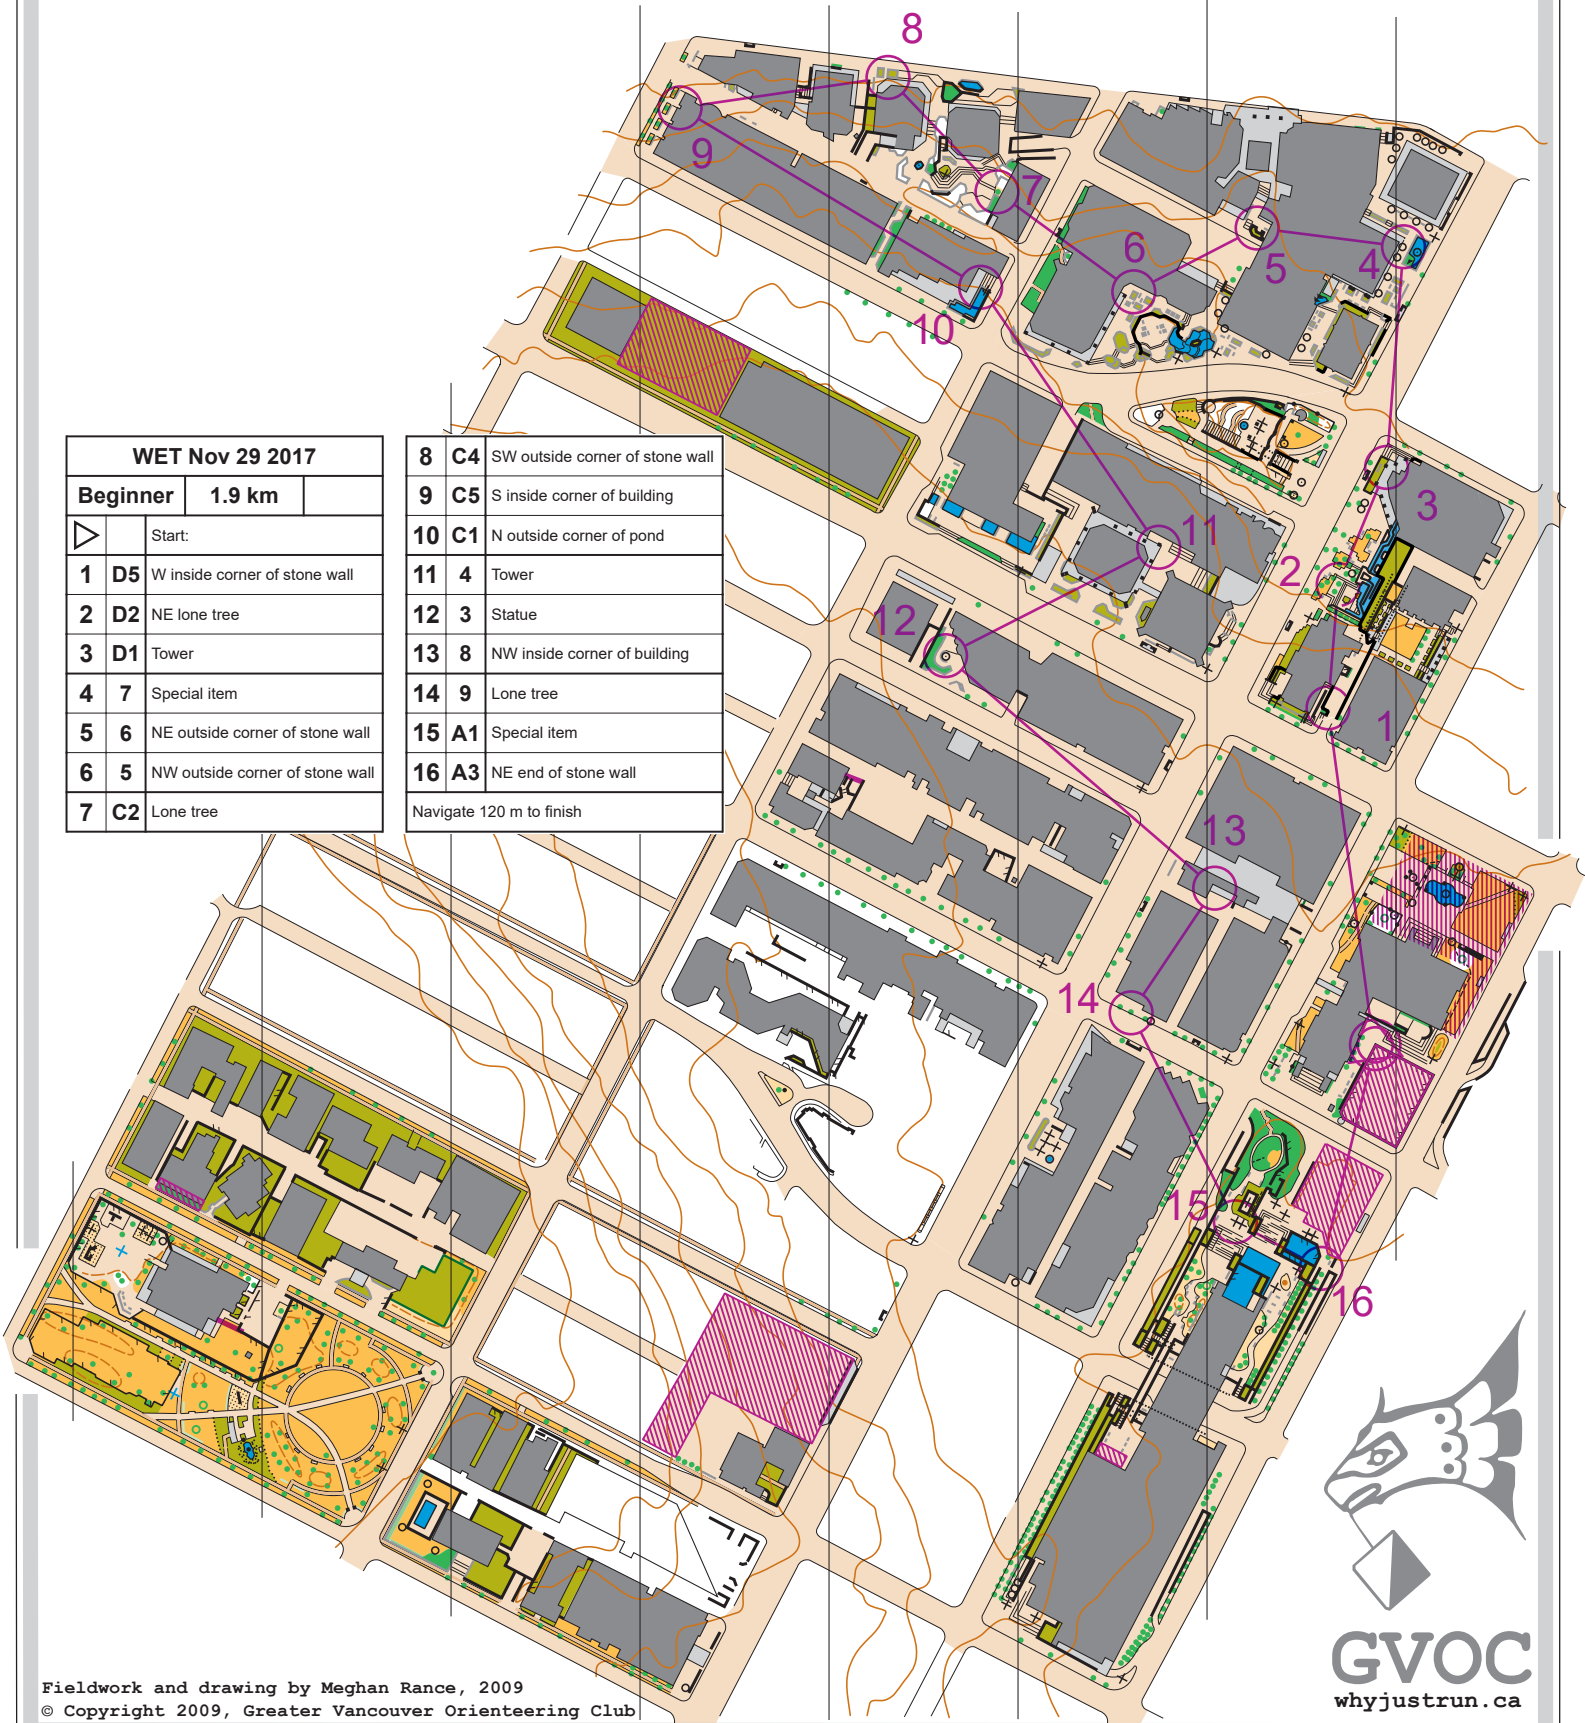 8
9
7
6
5
4
10
3
11
2
12
1
13
14
15
16
WET Nov 29 2017
Beginner 1.9 km
Start:
1 D5 W inside corner of stone wall
2 D2 NE lone tree
3 D1 Tower
4 7 Special item
5 6 NE outside corner of stone wall
6 5 NW outside corner of stone wall
7 C2 Lone tree
8 C4 SW outside corner of stone wall
9 C5 S inside corner of building
10 C1 N outside corner of pond
11 4 Tower
12 3 Statue
13 8 NW inside corner of building
14 9 Lone tree
15 A1 Special item
16 A3 NE end of stone wall
Navigate 120 m to finish
GVOC
whyjustrun.ca
Fieldwork and drawing by Meghan Rance, 2009
© Copyright 2009, Greater Vancouver Orienteering Club